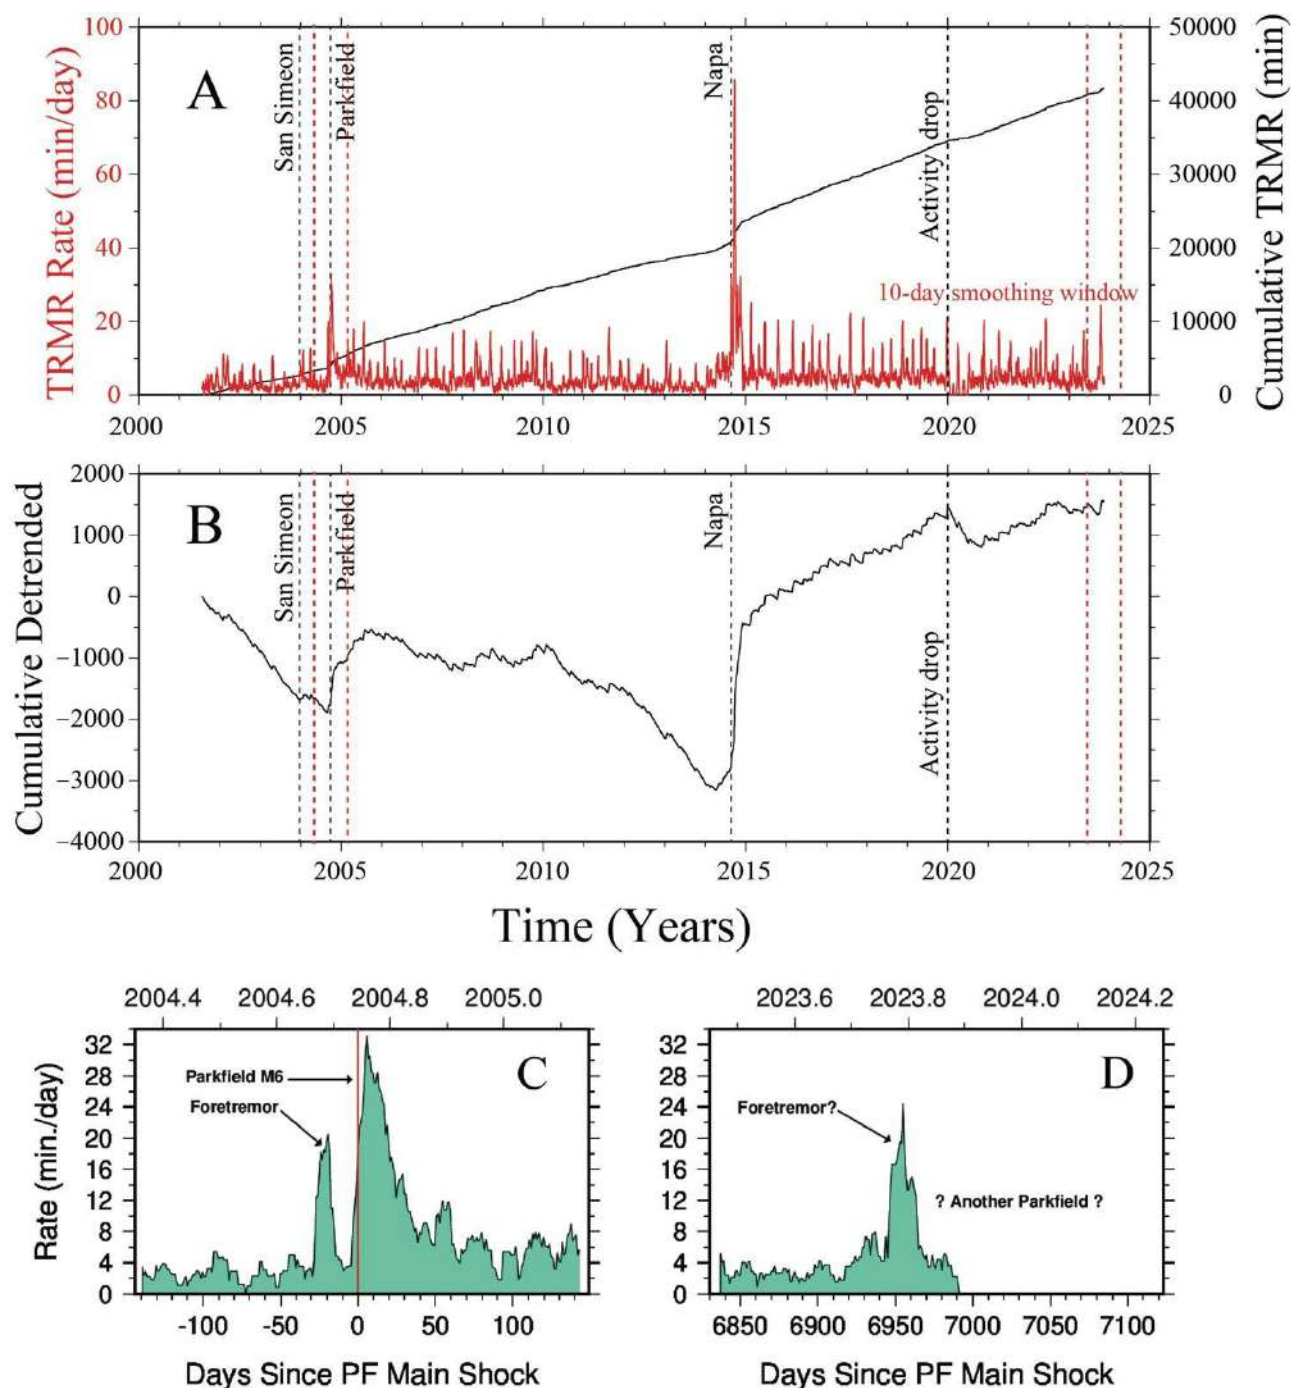 A
TRMR Rate (min/day)
Cumulative TRMR (min)
100
80
60
40
20
0
50000
40000
30000
20000
10000
0
San Simeon
Parkfield
Napa
Activity drop
10-day smoothing window
2000
2005
2010
2015
2020
2025
B
Cumulative Detrended
2000
1000
0
−1000
−2000
−3000
−4000
San Simeon
Parkfield
Napa
Activity drop
2000
2005
2010
2015
2020
2025
Time (Years)
2004.4
2004.6
2004.8
2005.0
C
Rate (min./day)
32
28
24
20
16
12
8
4
0
Parkfield M6
Foretremor
-100
-50
0
50
100
Days Since PF Main Shock
2023.6
2023.8
2024.0
2024.2
D
32
28
24
20
16
12
8
4
0
Foretremor?
? Another Parkfield ?
6850
6900
6950
7000
7050
7100
Days Since PF Main Shock